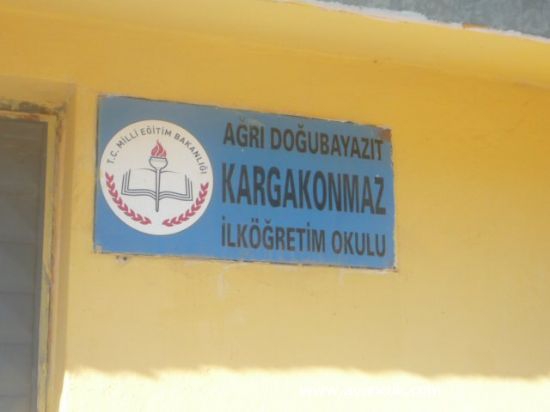 T.C. MİLLİ EĞİTİM BAKANLIĞI
AĞRI DOĞUBAYAZIT
KARGAKONMAZ
İLKÖĞRETİM OKULU